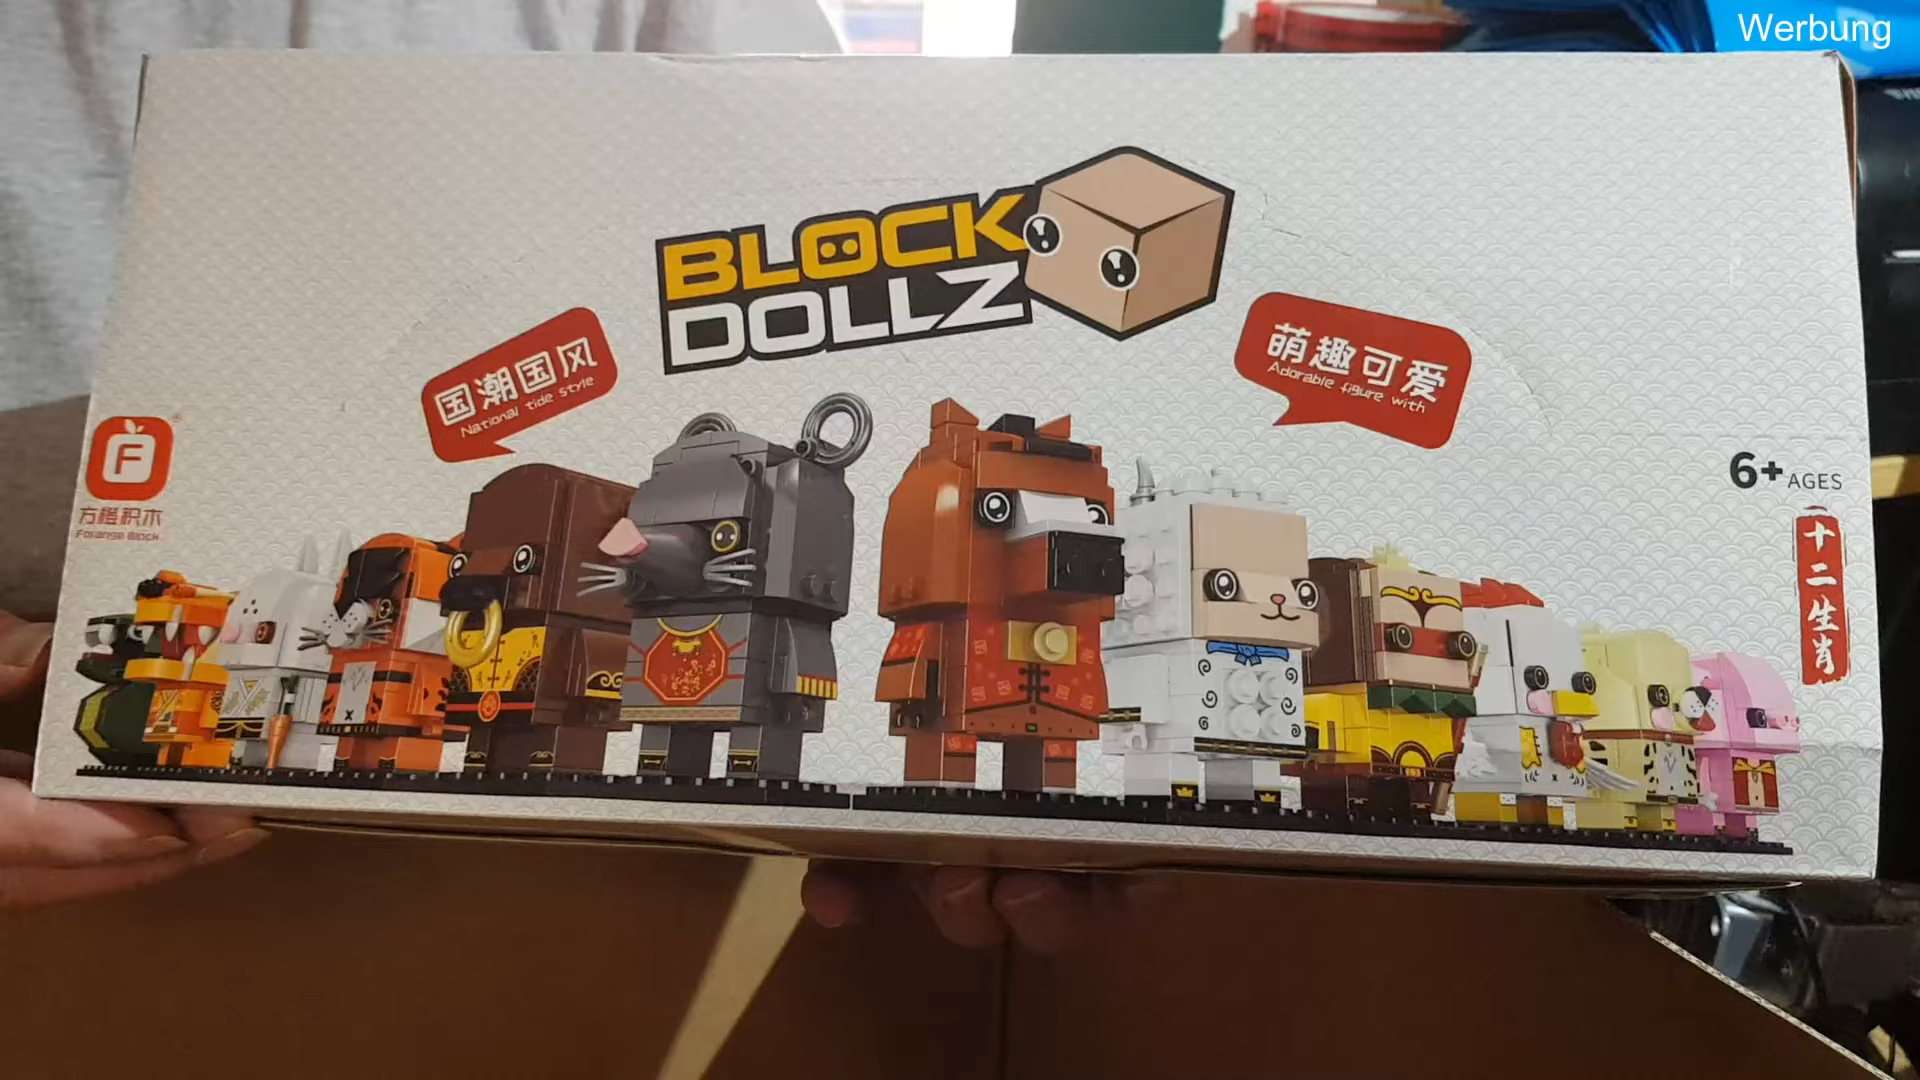 Werbung
BLOCK
DOLLZ
国潮国风
National tide style
萌趣可爱
Adorable figure with
F
方橙积木
Forange Block
6+ AGES
十二生肖